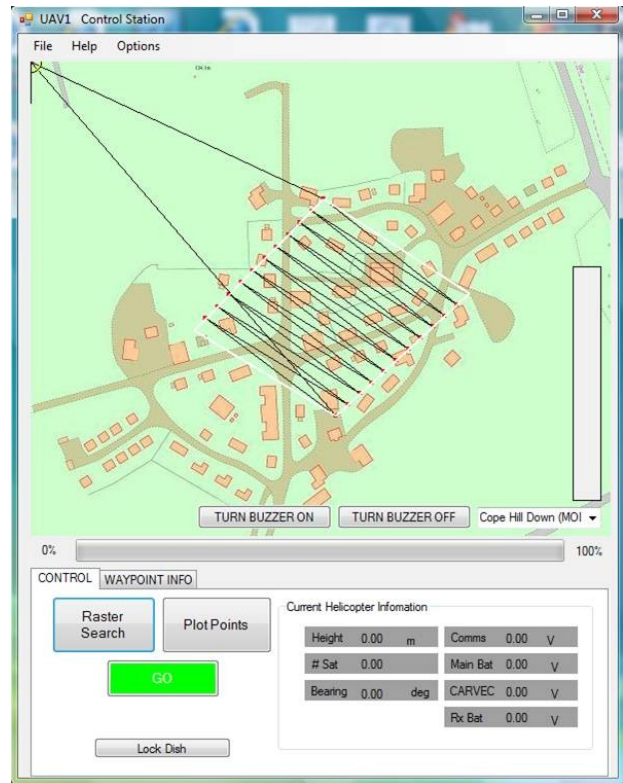 UAV1 Control Station
File Help Options
TURN BUZZER ON TURN BUZZER OFF Cope Hill Down (MOI
0% 100%
CONTROL WAYPOINT INFO
Raster
Search
Plot Points
GO
Lock Dish
Current Helicopter Infomation
Height 0.00 m Comms 0.00 V
# Sat 0.00 Main Bat 0.00 V
Bearing 0.00 deg CARVEC 0.00 V
Rx Bat 0.00 V